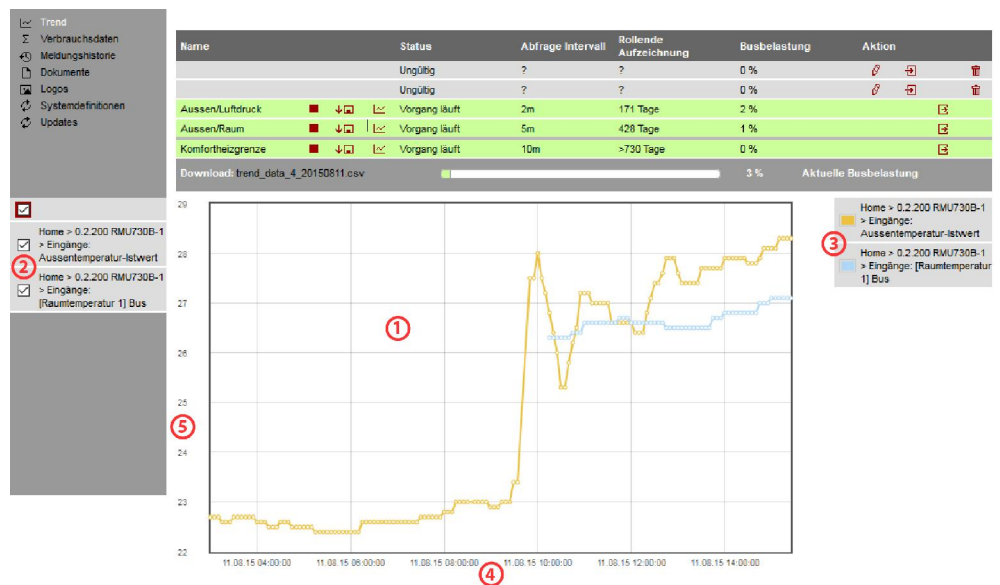 Trend
Verbrauchsdaten
Meldungshistorie
Dokumente
Logos
Systemdefinitionen
Updates
Name Status Abfrage Intervall Rollende Aufzeichnung Busbelastung Aktion
Ungültig ? ? 0 %
Ungültig ? ? 0 %
Aussen/Luftdruck Vorgang läuft 2m 171 Tage 2 %
Aussen/Raum Vorgang läuft 5m 428 Tage 1 %
Komfortheizgrenze Vorgang läuft 10m >730 Tage 0 %
Download: trend_data_4_20150811.csv 3 % Aktuelle Busbelastung
Home > 0.2.200 RMU730B-1
> Eingänge:
Aussentemperatur-Istwert
2
Home > 0.2.200 RMU730B-1
> Eingänge:
[Raumtemperatur 1] Bus
29
28
27
26
25
24
23
22
1
5
11.08.15 04:00:00 11.08.15 06:00:00 11.08.15 08:00:00 11.08.15 10:00:00 11.08.15 12:00:00 11.08.15 14:00:00
4
Home > 0.2.200 RMU730B-1
> Eingänge:
Aussentemperatur-Istwert
3
Home > 0.2.200 RMU730B-1
> Eingänge: [Raumtemperatur
1] Bus